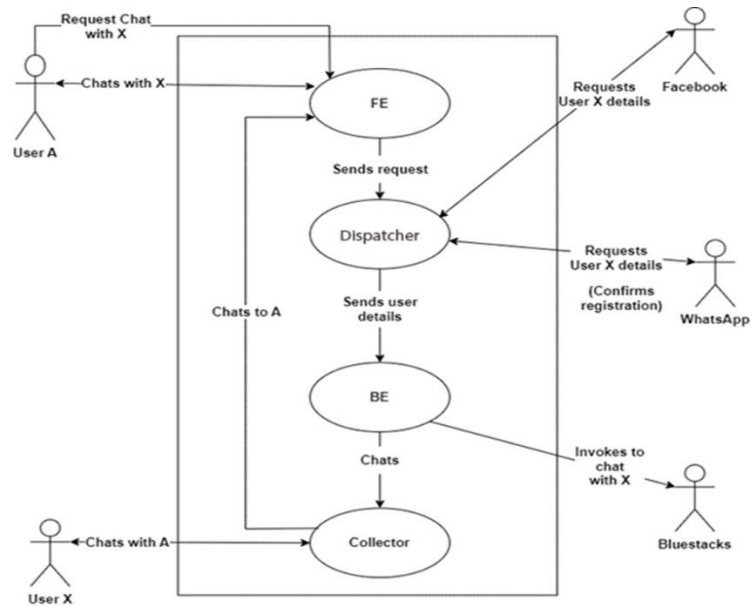 Request Chat
with X
Chats with X
User A
FE
Requests
User X details
Facebook
Sends request
Dispatcher
Requests
User X details
(Confirms
registration)
WhatsApp
Sends user
details
Chats to A
BE
Chats
Invokes to
chat
with X
Bluestacks
Chats with A
Collector
User X